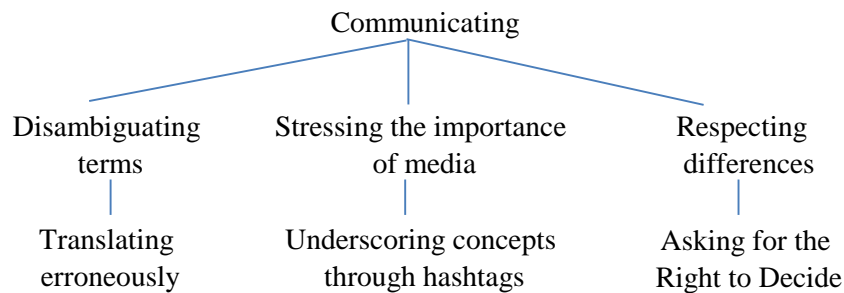 Communicating
Disambiguating
terms
Stressing the importance
of media
Respecting
differences
Translating
erroneously
Underscoring concepts
through hashtags
Asking for the
Right to Decide